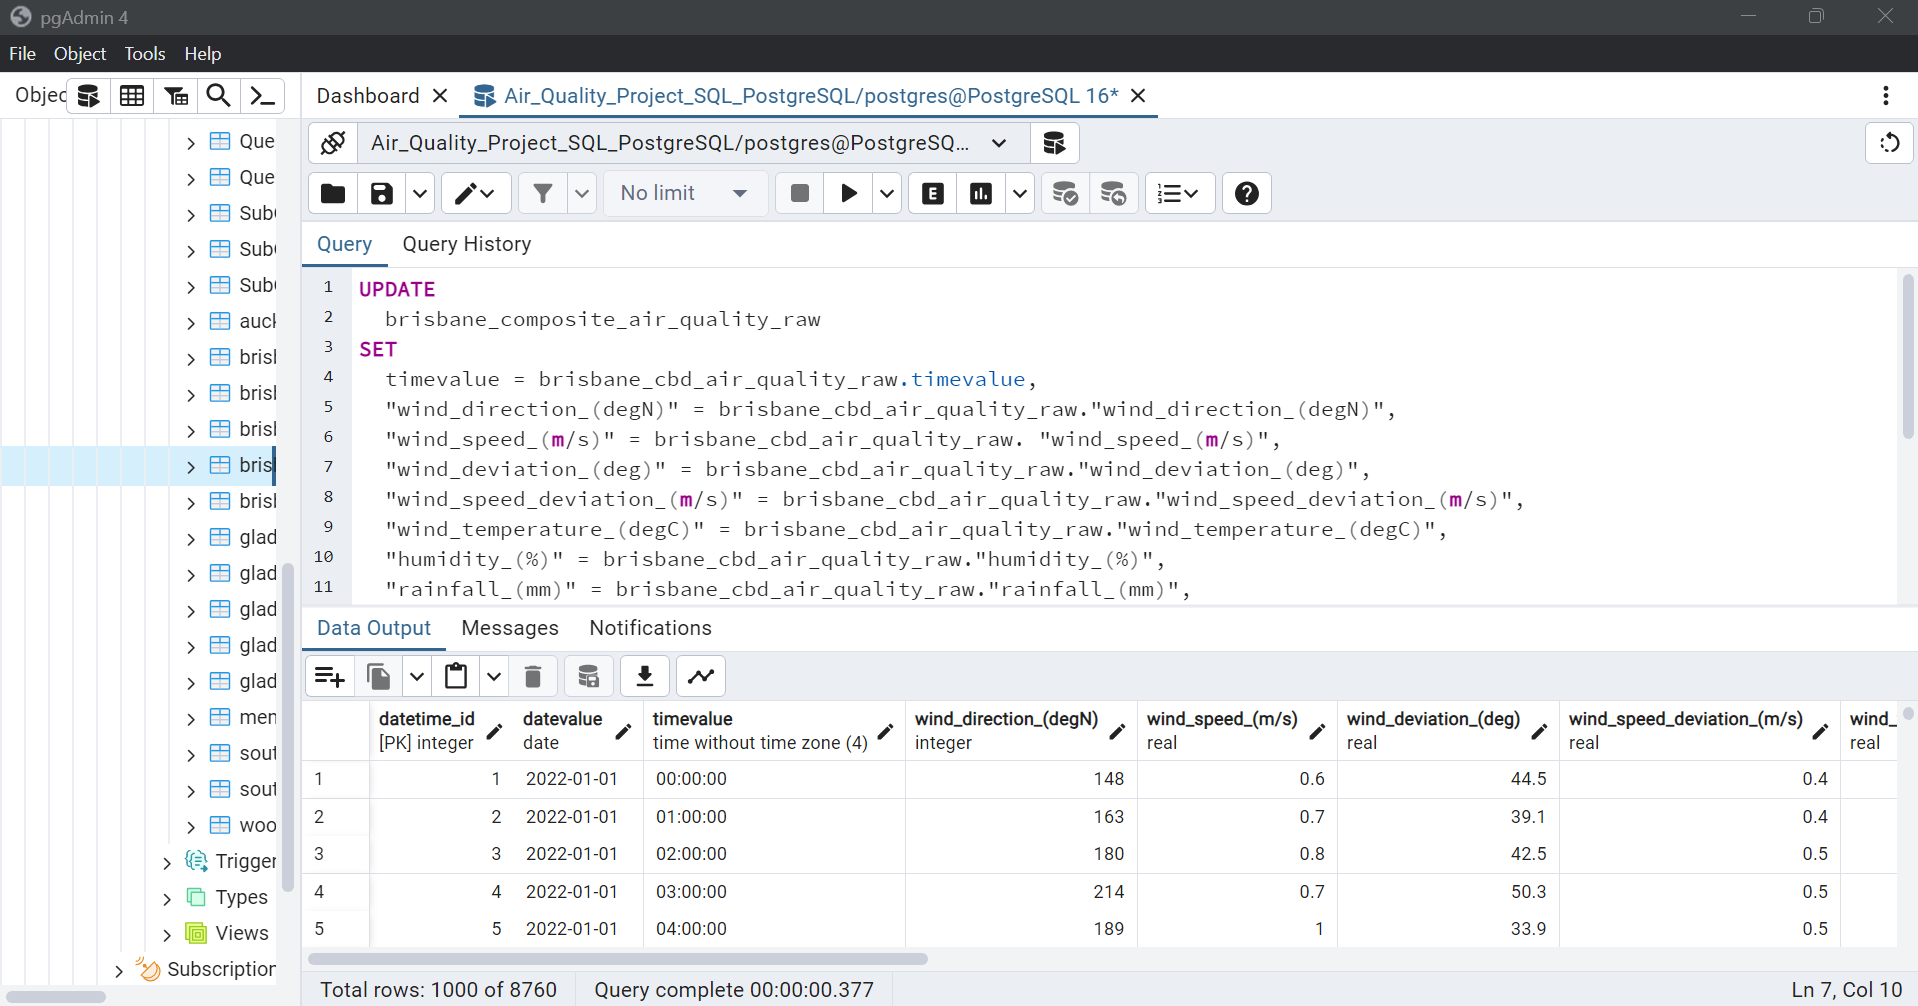 pgAdmin 4
File Object Tools Help
Objec
Dashboard
Air_Quality_Project_SQL_PostgreSQL/postgres@PostgreSQL 16*
Que
Que
Sub
Sub
Sub
auck
brisl
brisl
brisl
bris
brisl
glad
glad
glad
glad
glad
men
sout
sout
woo
Trigger
Types
Views
Subscription
Air_Quality_Project_SQL_PostgreSQL/postgres@PostgreSQ...
No limit
E
Query Query History
1 UPDATE
2 brisbane_composite_air_quality_raw
3 SET
4 timevalue = brisbane_cbd_air_quality_raw.timevalue,
5 "wind_direction_(degN)" = brisbane_cbd_air_quality_raw."wind_direction_(degN)",
6 "wind_speed_(m/s)" = brisbane_cbd_air_quality_raw. "wind_speed_(m/s)",
7 "wind_deviation_(deg)" = brisbane_cbd_air_quality_raw."wind_deviation_(deg)",
8 "wind_speed_deviation_(m/s)" = brisbane_cbd_air_quality_raw."wind_speed_deviation_(m/s)",
9 "wind_temperature_(degC)" = brisbane_cbd_air_quality_raw."wind_temperature_(degC)",
10 "humidity_(%)" = brisbane_cbd_air_quality_raw."humidity_(%)",
11 "rainfall_(mm)" = brisbane_cbd_air_quality_raw."rainfall_(mm)",
Data Output Messages Notifications
datetime_id datevalue timevalue wind_direction_(degN) wind_speed_(m/s) wind_deviation_(deg) wind_speed_deviation_(m/s) wind_
[PK] integer date time without time zone (4) integer real real real real
1 1 2022-01-01 00:00:00 148 0.6 44.5 0.4
2 2 2022-01-01 01:00:00 163 0.7 39.1 0.4
3 3 2022-01-01 02:00:00 180 0.8 42.5 0.5
4 4 2022-01-01 03:00:00 214 0.7 50.3 0.5
5 5 2022-01-01 04:00:00 189 1 33.9 0.5
Total rows: 1000 of 8760 Query complete 00:00:00.377 Ln 7, Col 10